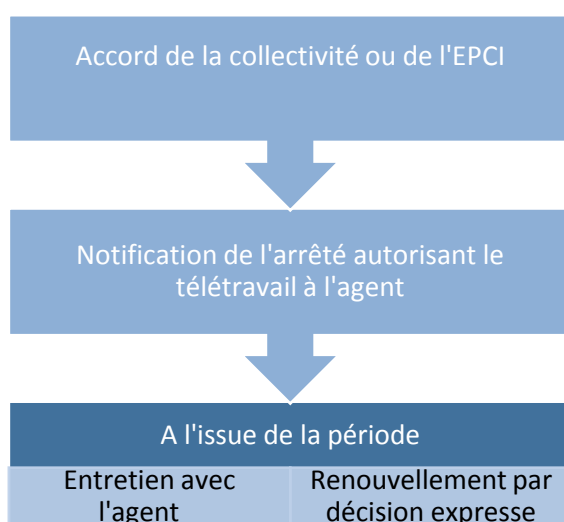 Accord de la collectivité ou de l'EPCI
Notification de l'arrêté autorisant le
télétravail à l'agent
A l'issue de la période
Entretien avec
l'agent
Renouvellement par
décision expresse